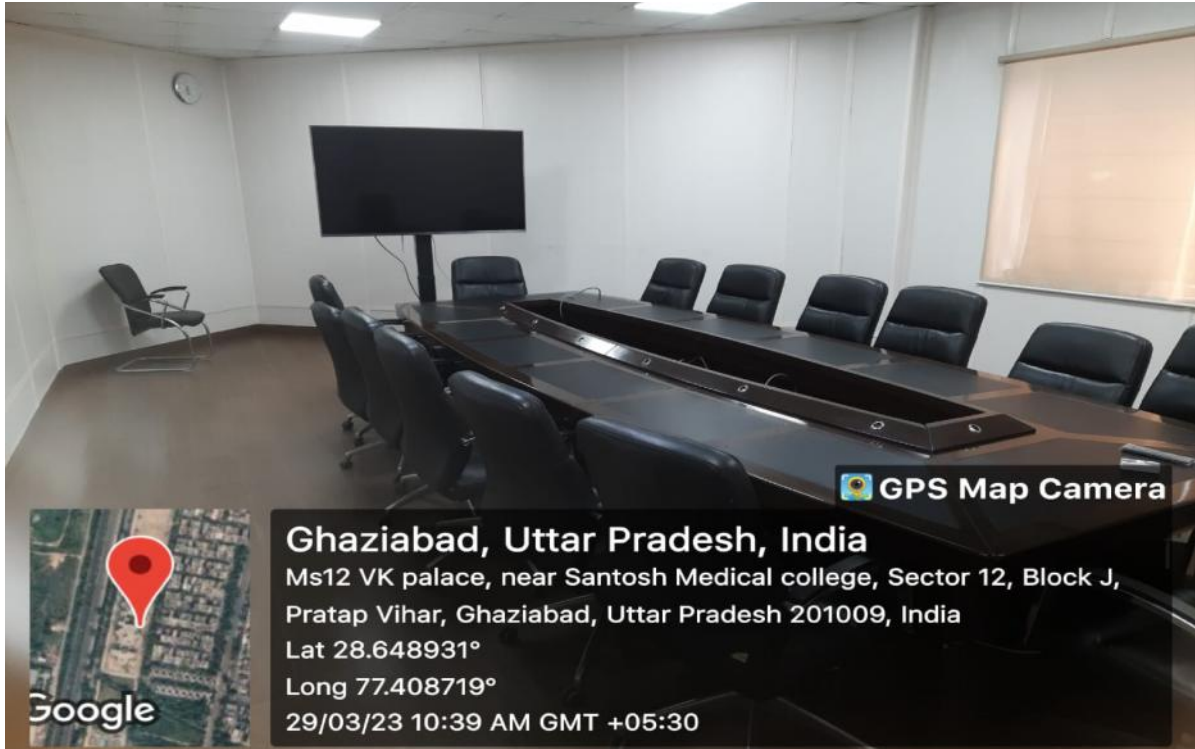 GPS Map Camera
Ghaziabad, Uttar Pradesh, India
Ms12 VK palace, near Santosh Medical college, Sector 12, Block J,
Pratap Vihar, Ghaziabad, Uttar Pradesh 201009, India
Lat 28.648931°
Long 77.408719°
29/03/23 10:39 AM GMT +05:30
Google